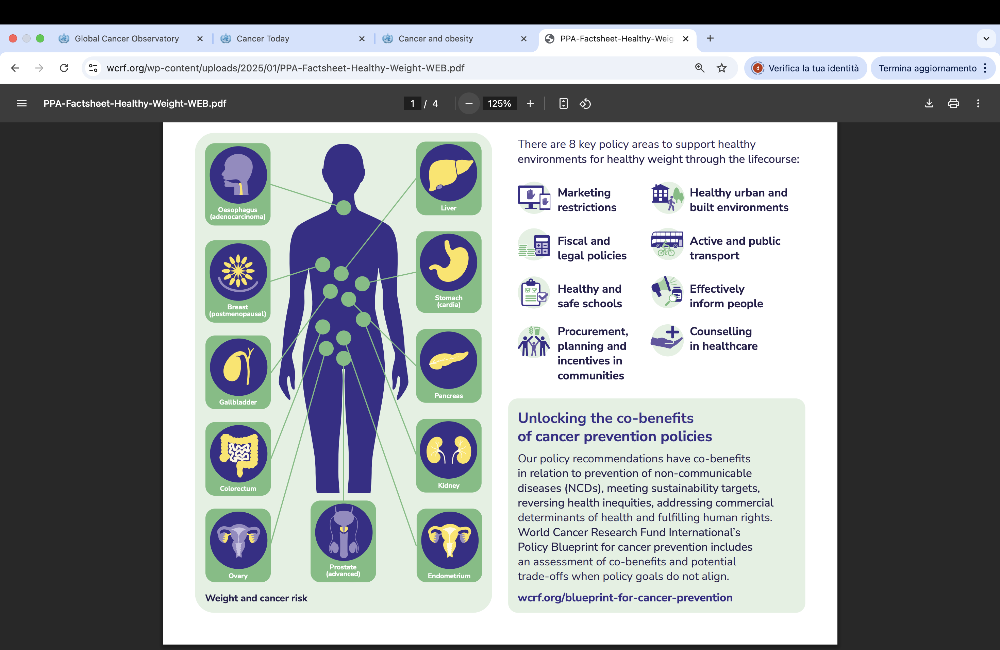 Global Cancer Observatory
Cancer Today
Cancer and obesity
PPA-Factsheet-Healthy-Weig
wcrf.org/wp-content/uploads/2025/01/PPA-Factsheet-Healthy-Weight-WEB.pdf
d
Verifica la tua identità
Termina aggiornamento
PPA-Factsheet-Healthy-Weight-WEB.pdf
1 / 4
125%
Oesophagus
(adenocarcinoma)
Breast
(postmenopausal)
Gallbladder
Colorectum
Ovary
Prostate
(advanced)
Liver
Stomach
(cardia)
Pancreas
Kidney
Endometrium
Weight and cancer risk
There are 8 key policy areas to support healthy
environments for healthy weight through the lifecourse:
Marketing
restrictions
Healthy urban and
built environments
Fiscal and
legal policies
Active and public
transport
Healthy and
safe schools
Effectively
inform people
Procurement,
planning and
incentives in
communities
Counselling
in healthcare
Unlocking the co-benefits
of cancer prevention policies
Our policy recommendations have co-benefits
in relation to prevention of non-communicable
diseases (NCDs), meeting sustainability targets,
reversing health inequities, addressing commercial
determinants of health and fulfilling human rights.
World Cancer Research Fund International’s
Policy Blueprint for cancer prevention includes
an assessment of co-benefits and potential
trade-offs when policy goals do not align.
wcrf.org/blueprint-for-cancer-prevention